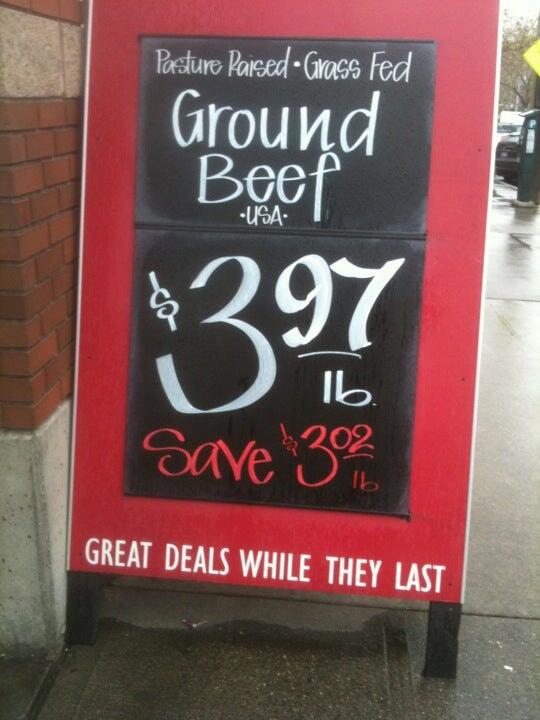 Pasture Raised • Grass Fed
Ground
Beef
• USA •
$3.97
lb.
Save $3.02
lb
GREAT DEALS WHILE THEY LAST